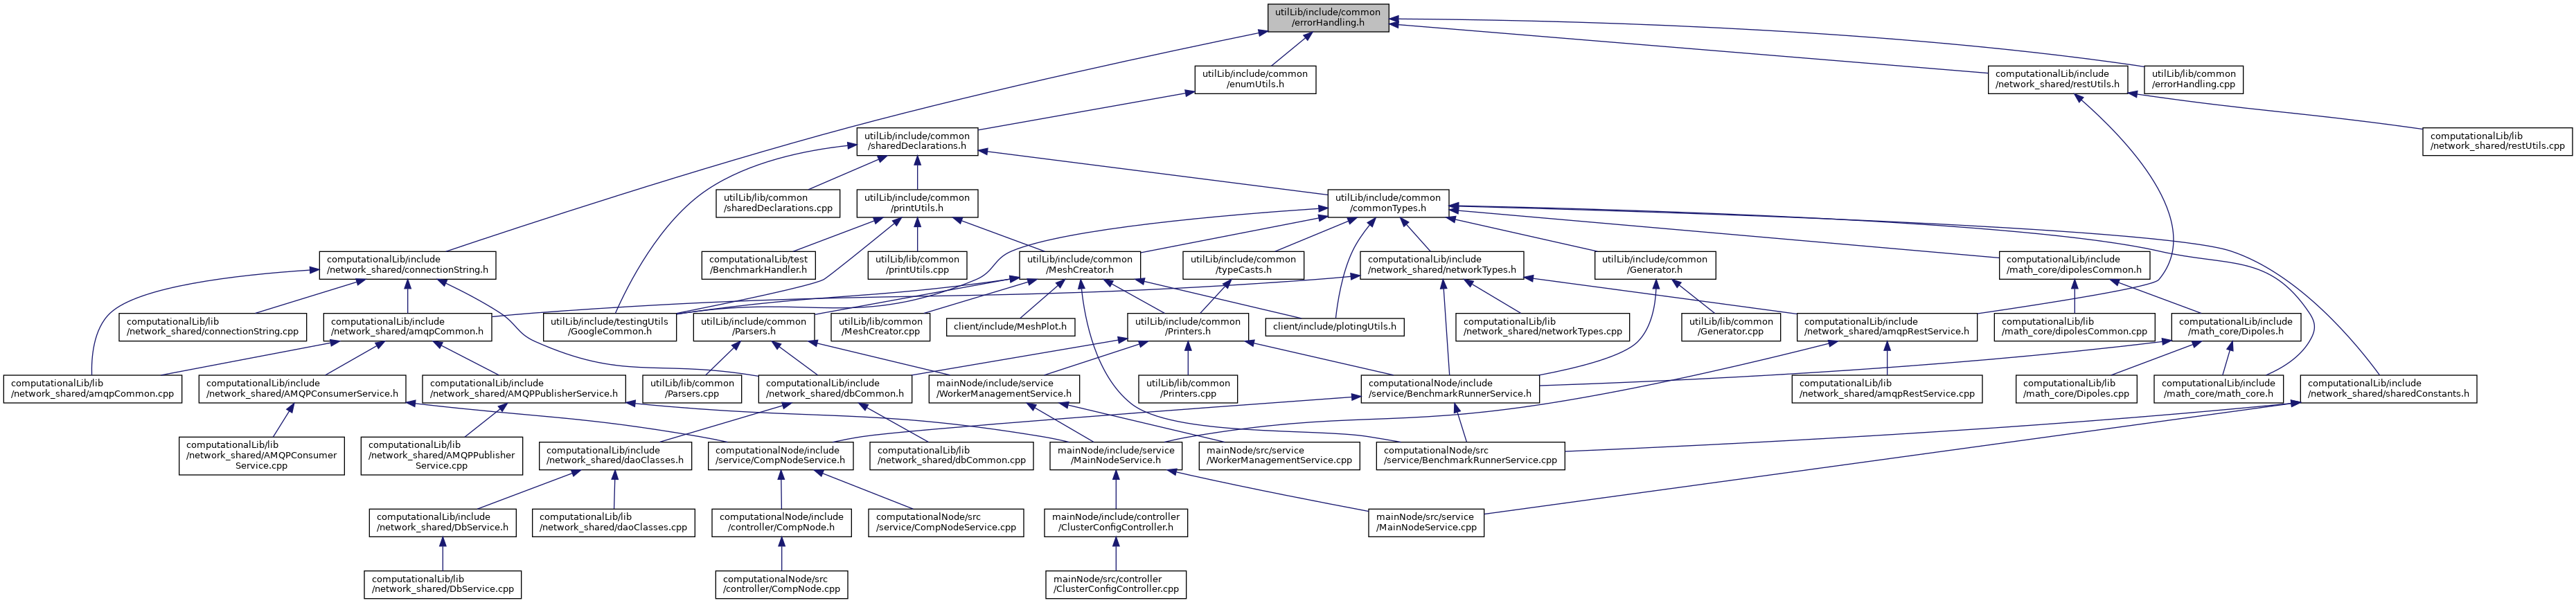 utilLib/include/common
/errorHandling.h
utilLib/include/common
/enumUtils.h
computationalLib/include
/network_shared/restUtils.h
utilLib/lib/common
/errorHandling.cpp
utilLib/include/common
/sharedDeclarations.h
computationalLib/lib
/network_shared/restUtils.cpp
utilLib/lib/common
/sharedDeclarations.cpp
utilLib/include/common
/printUtils.h
utilLib/include/common
/commonTypes.h
computationalLib/include
/network_shared/connectionString.h
computationalLib/test
/BenchmarkHandler.h
utilLib/lib/common
/printUtils.cpp
utilLib/include/common
/MeshCreator.h
utilLib/include/common
/typeCasts.h
computationalLib/include
/network_shared/networkTypes.h
utilLib/include/common
/Generator.h
computationalLib/include
/math_core/dipolesCommon.h
computationalLib/lib
/network_shared/connectionString.cpp
computationalLib/include
/network_shared/amqpCommon.h
utilLib/include/testingUtils
/GoogleCommon.h
utilLib/include/common
/Parsers.h
utilLib/lib/common
/MeshCreator.cpp
client/include/MeshPlot.h
utilLib/include/common
/Printers.h
client/include/plotingUtils.h
computationalLib/lib
/network_shared/networkTypes.cpp
utilLib/lib/common
/Generator.cpp
computationalLib/include
/network_shared/amqpRestService.h
computationalLib/lib
/math_core/dipolesCommon.cpp
computationalLib/include
/math_core/Dipoles.h
computationalLib/lib
/network_shared/amqpCommon.cpp
computationalLib/include
/network_shared/AMQPConsumerService.h
computationalLib/include
/network_shared/AMQPPublisherService.h
utilLib/lib/common
/Parsers.cpp
computationalLib/include
/network_shared/dbCommon.h
mainNode/include/service
/WorkerManagementService.h
utilLib/lib/common
/Printers.cpp
computationalNode/include
/service/BenchmarkRunnerService.h
computationalLib/lib
/network_shared/amqpRestService.cpp
computationalLib/lib
/math_core/Dipoles.cpp
computationalLib/include
/math_core/math_core.h
computationalLib/include
/network_shared/sharedConstants.h
computationalLib/lib
/network_shared/AMQPConsumer
Service.cpp
computationalLib/lib
/network_shared/AMQPPublisher
Service.cpp
computationalLib/include
/network_shared/daoClasses.h
computationalNode/include
/service/CompNodeService.h
computationalLib/lib
/network_shared/dbCommon.cpp
mainNode/include/service
/MainNodeService.h
mainNode/src/service
/WorkerManagementService.cpp
computationalNode/src
/service/BenchmarkRunnerService.cpp
computationalLib/include
/network_shared/DbService.h
computationalLib/lib
/network_shared/daoClasses.cpp
computationalNode/include
/controller/CompNode.h
computationalNode/src
/service/CompNodeService.cpp
mainNode/include/controller
/ClusterConfigController.h
mainNode/src/service
/MainNodeService.cpp
computationalLib/lib
/network_shared/DbService.cpp
computationalNode/src
/controller/CompNode.cpp
mainNode/src/controller
/ClusterConfigController.cpp